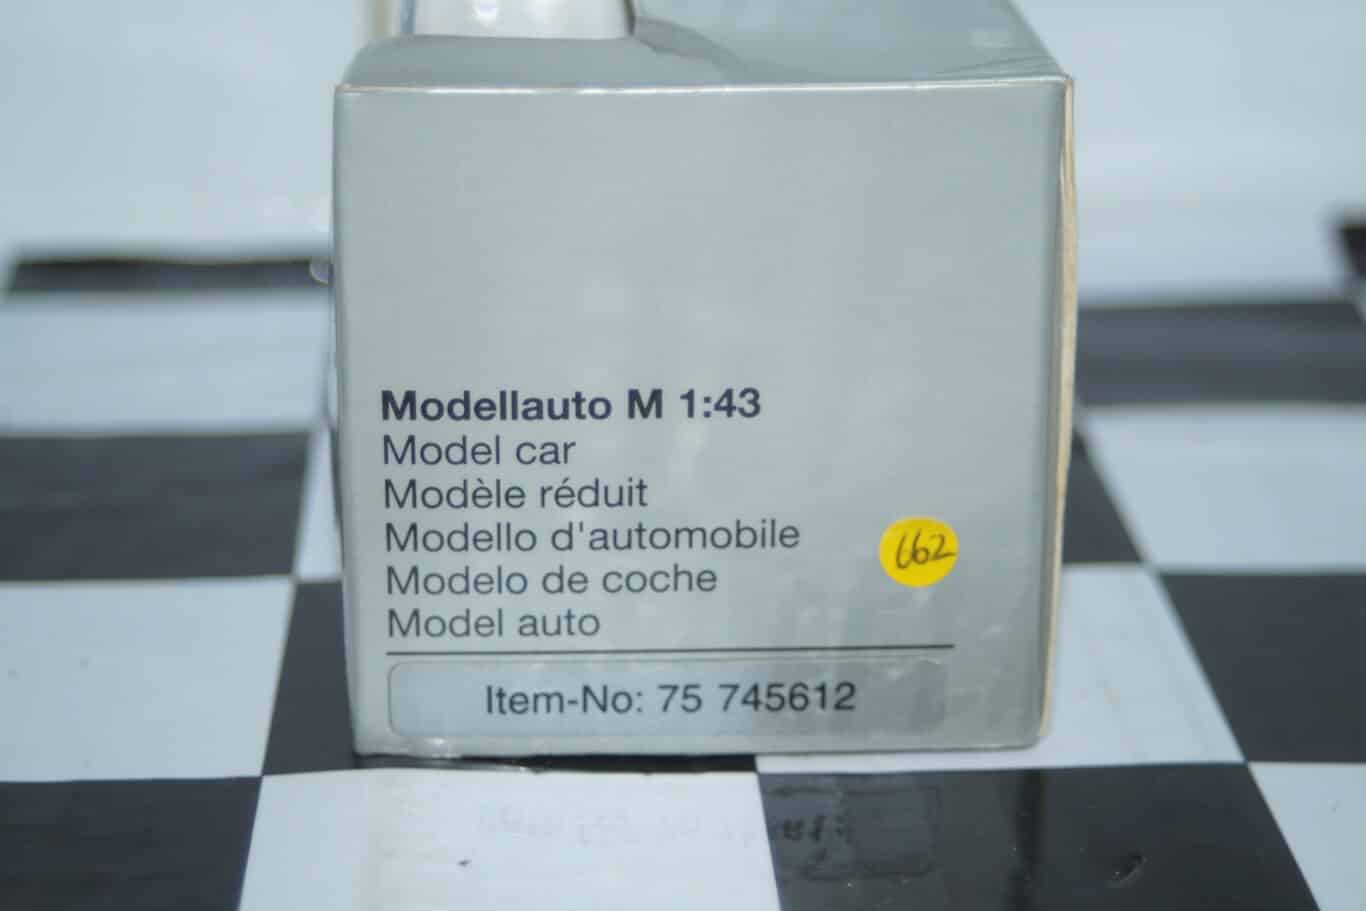 Modellauto M 1:43
Model car
Modèle réduit
Modello d'automobile
Modelo de coche
Model auto
662
Item-No: 75 745612